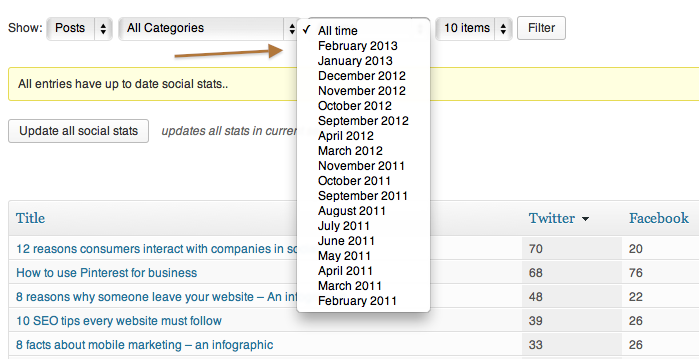 Show: Posts All Categories ✓ All time 10 items Filter
February 2013
January 2013
December 2012
November 2012
October 2012
September 2012
April 2012
March 2012
November 2011
October 2011
September 2011
August 2011
July 2011
June 2011
May 2011
April 2011
March 2011
February 2011
All entries have up to date social stats..
Update all social stats updates all stats in curren
Title Twitter Facebook
12 reasons consumers interact with companies in so 70 20
How to use Pinterest for business 68 76
8 reasons why someone leave your website – An inf 48 22
10 SEO tips every website must follow 39 26
8 facts about mobile marketing – an infographic 33 26